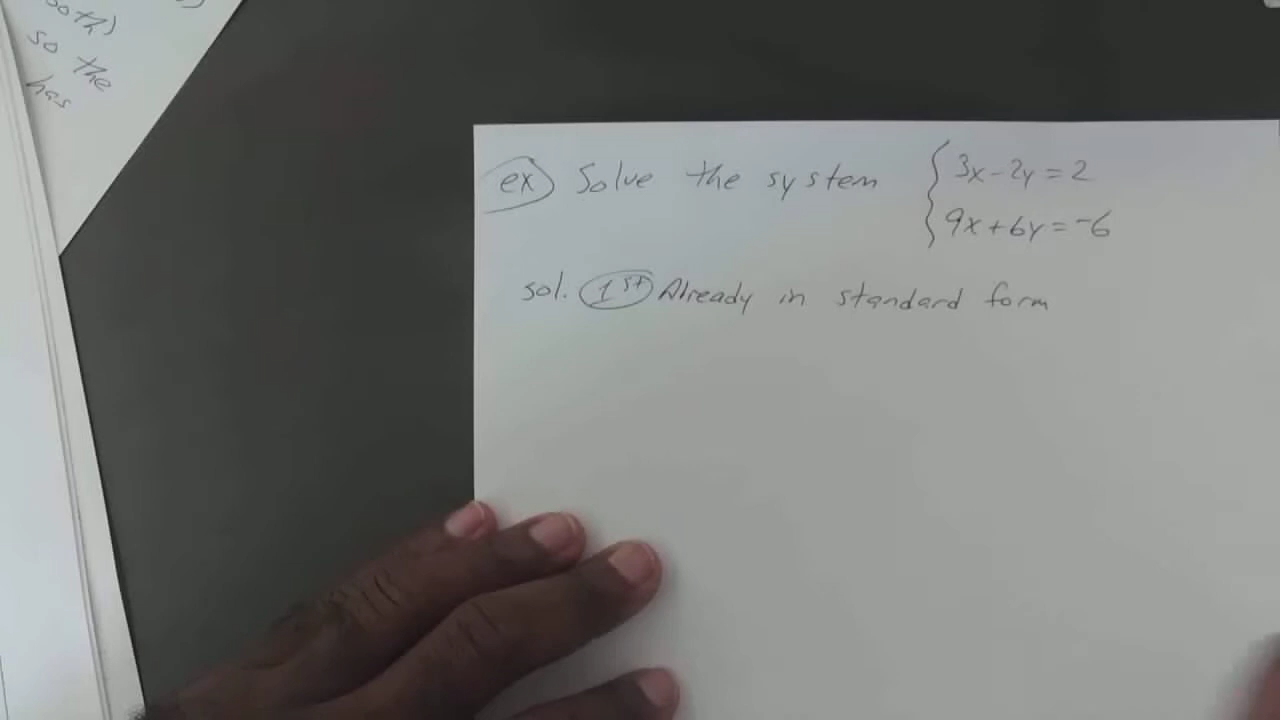 so the
has
ex Solve the system { 3x-2y=2
9x+6y=-6
sol. 1st Already in standard form